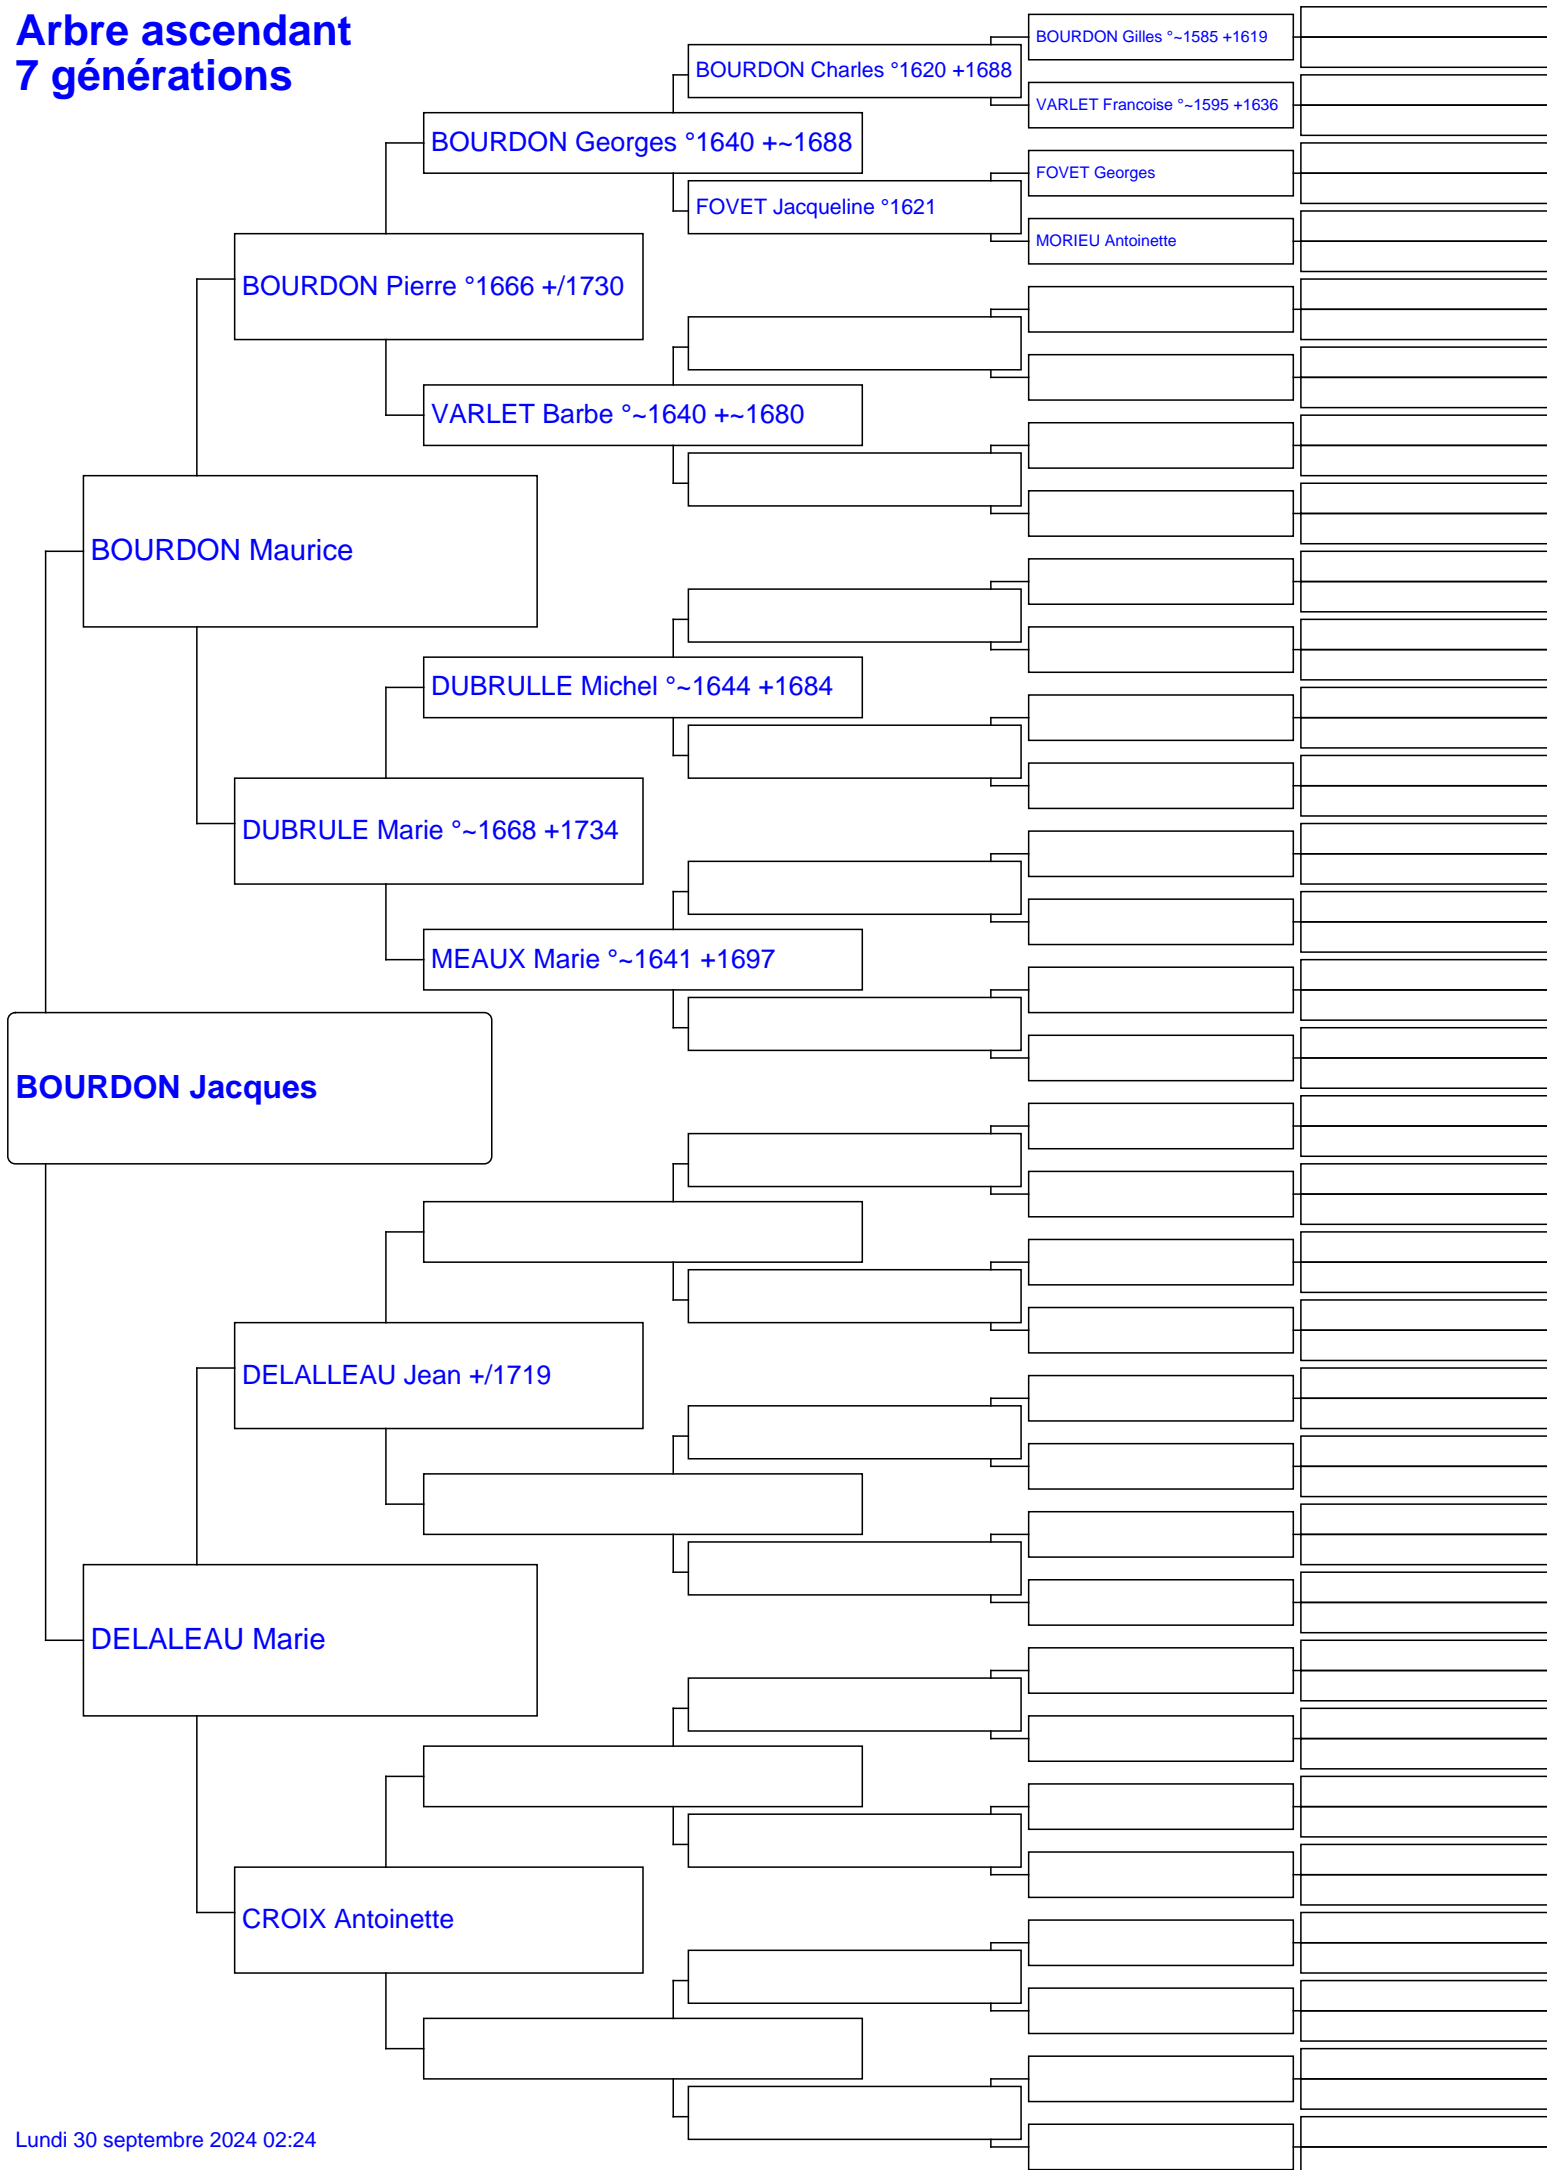 Arbre ascendant
7 générations
BOURDON Gilles °~1585 +1619
BOURDON Charles °1620 +1688
VARLET Francoise °~1595 +1636
BOURDON Georges °1640 +~1688
FOVET Georges
FOVET Jacqueline °1621
MORIEU Antoinette
BOURDON Pierre °1666 +/1730
VARLET Barbe °~1640 +~1680
BOURDON Maurice
DUBRULLE Michel °~1644 +1684
DUBRULE Marie °~1668 +1734
MEAUX Marie °~1641 +1697
BOURDON Jacques
DELALLEAU Jean +/1719
DELALEAU Marie
CROIX Antoinette
Lundi 30 septembre 2024 02:24